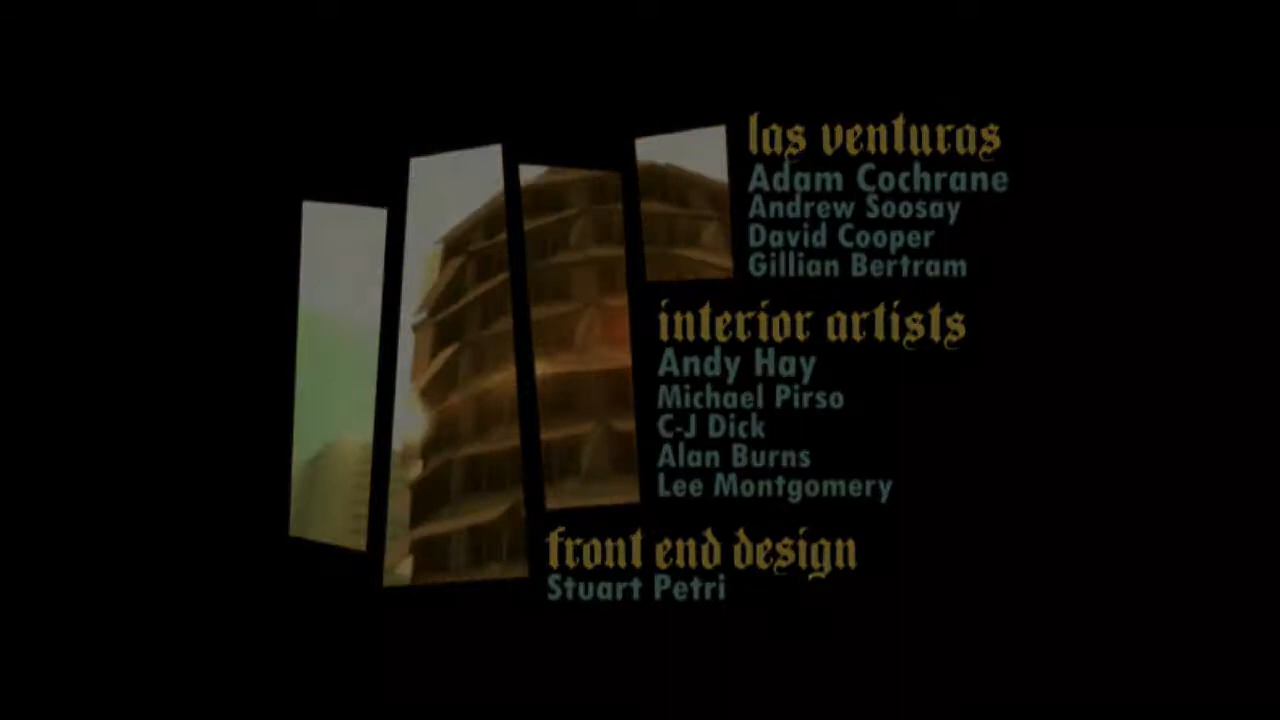 las venturas
Adam Cochrane
Andrew Soosay
David Cooper
Gillian Bertram
interior artists
Andy Hay
Michael Pirso
C-J Dick
Alan Burns
Lee Montgomery
front end design
Stuart Petri